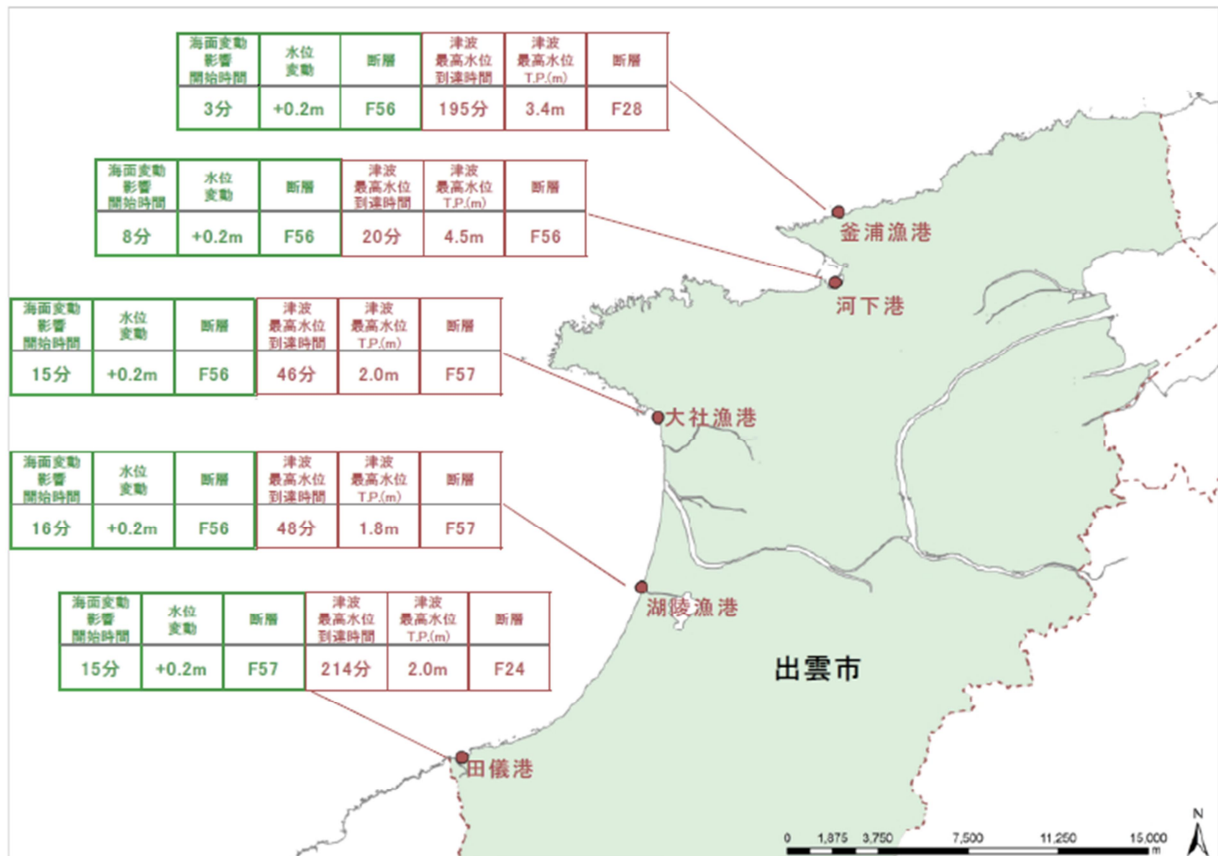 海面変動
影響
開始時間
水位
変動
断層
津波
最高水位
到達時間
津波
最高水位
T.P.(m)
断層
3分
+0.2m
F56
195分
3.4m
F28
海面変動
影響
開始時間
水位
変動
断層
津波
最高水位
到達時間
津波
最高水位
T.P.(m)
断層
8分
+0.2m
F56
20分
4.5m
F56
海面変動
影響
開始時間
水位
変動
断層
津波
最高水位
到達時間
津波
最高水位
T.P.(m)
断層
15分
+0.2m
F56
46分
2.0m
F57
海面変動
影響
開始時間
水位
変動
断層
津波
最高水位
到達時間
津波
最高水位
T.P.(m)
断層
16分
+0.2m
F56
48分
1.8m
F57
海面変動
影響
開始時間
水位
変動
断層
津波
最高水位
到達時間
津波
最高水位
T.P.(m)
断層
15分
+0.2m
F57
214分
2.0m
F24
釜浦漁港
河下港
大社漁港
湖陵漁港
出雲市
田儀港
N
0 1,875 3,750 7,500 11,250 15,000
m